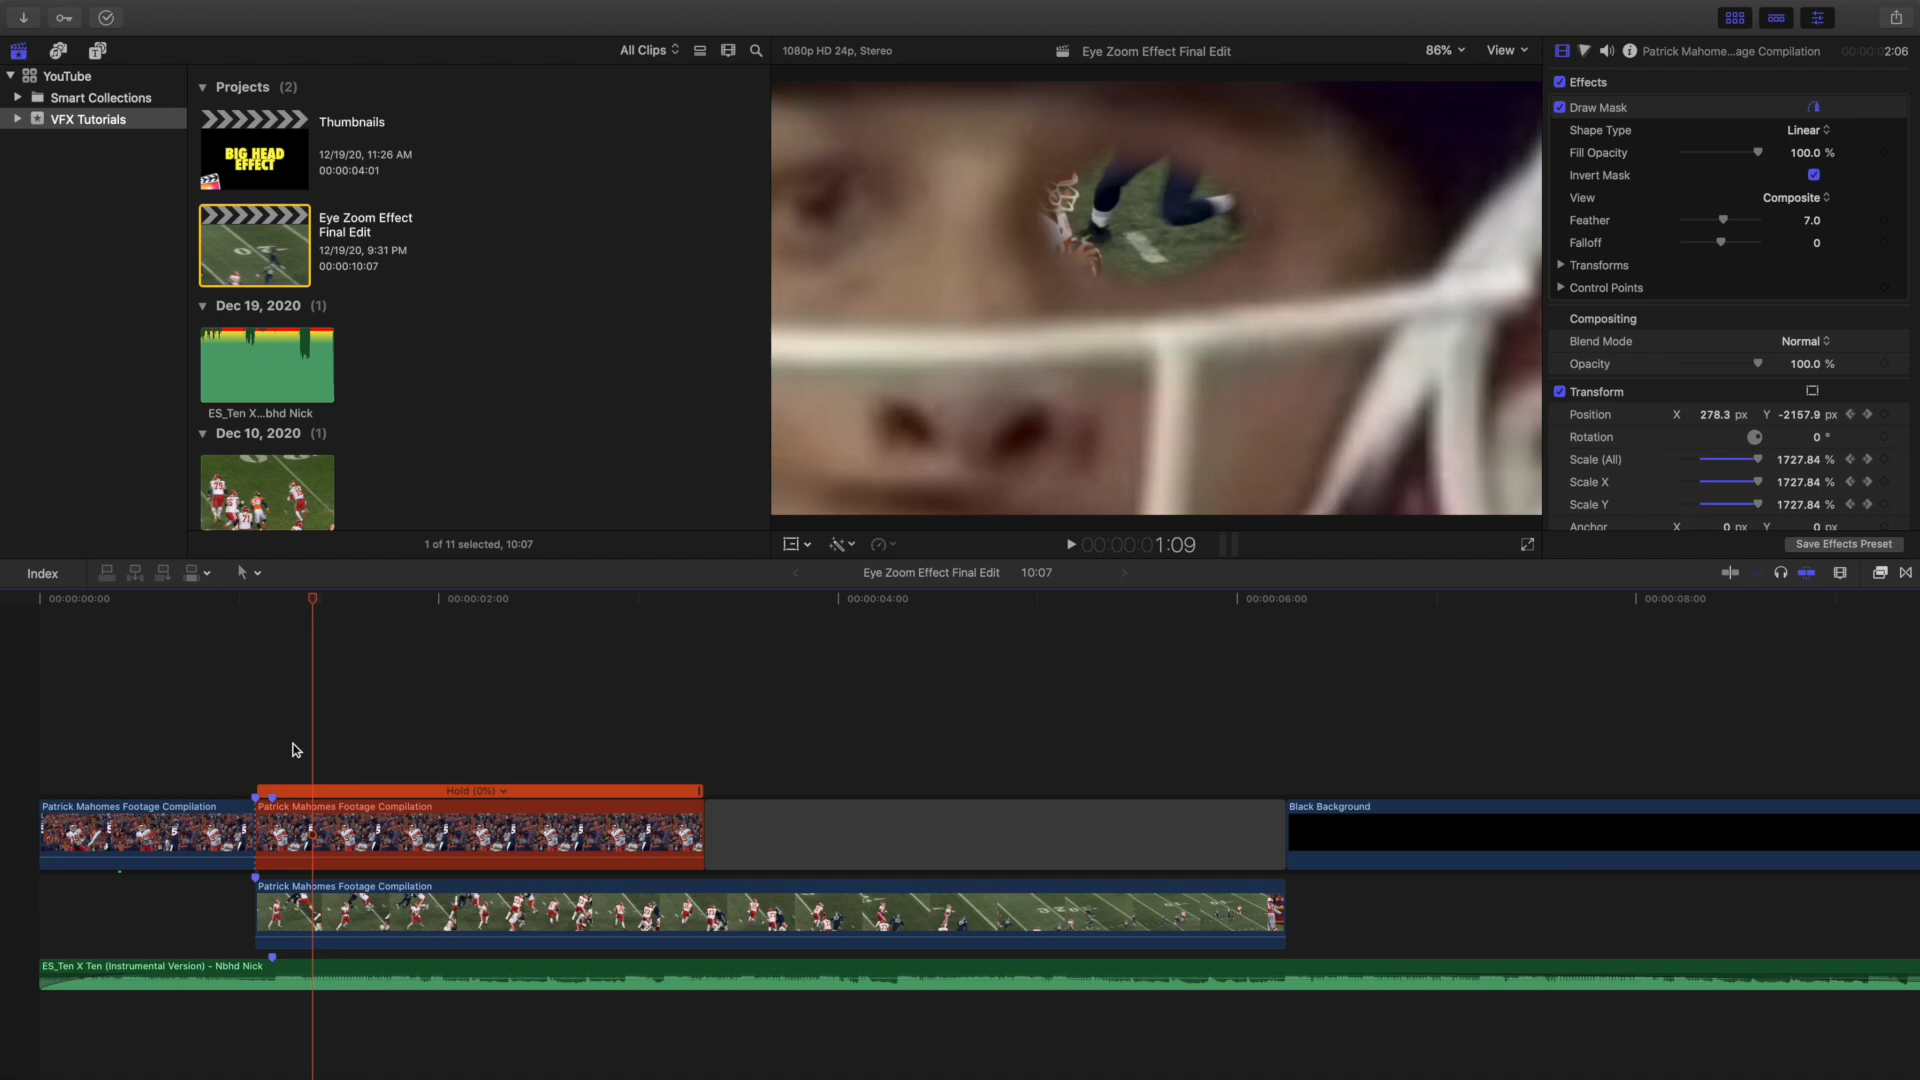 All Clips
1080p HD 24p, Stereo
Eye Zoom Effect Final Edit
86%
View
Patrick Mahome...age Compilation
00:00:02:06
YouTube
Smart Collections
VFX Tutorials
Projects (2)
Thumbnails
12/19/20, 11:26 AM
00:00:04:01
BIG HEAD
EFFECT
Eye Zoom Effect
Final Edit
12/19/20, 9:31 PM
00:00:10:07
Dec 19, 2020 (1)
ES_Ten X...bhd Nick
Dec 10, 2020 (1)
1 of 11 selected, 10:07
Effects
Draw Mask
Shape Type Linear
Fill Opacity 100.0 %
Invert Mask
View Composite
Feather 7.0
Falloff 0
Transforms
Control Points
Compositing
Blend Mode Normal
Opacity 100.0 %
Transform
Position X 278.3 px Y -2157.9 px
Rotation 0 °
Scale (All) 1727.84 %
Scale X 1727.84 %
Scale Y 1727.84 %
Anchor X 0 px Y 0 px
Save Effects Preset
00:00:01:09
Index
Eye Zoom Effect Final Edit 10:07
00:00:00:00
00:00:02:00
00:00:04:00
00:00:06:00
00:00:08:00
Hold (0%)
Patrick Mahomes Footage Compilation
Patrick Mahomes Footage Compilation
Black Background
Patrick Mahomes Footage Compilation
ES_Ten X Ten (Instrumental Version) - Nbhd Nick